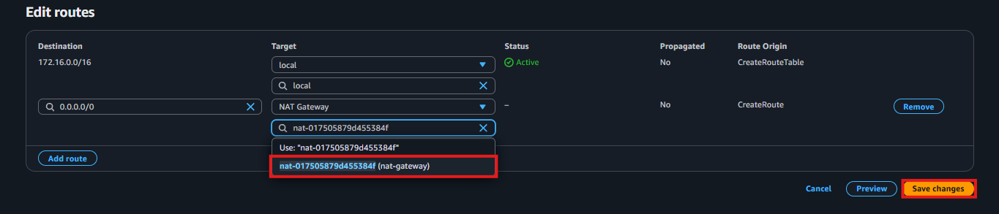 Edit routes
Destination Target Status Propagated Route Origin
172.16.0.0/16 local Active No CreateRouteTable
local
0.0.0.0/0 NAT Gateway – No CreateRoute Remove
nat-017505879d455384f
Use: "nat-017505879d455384f"
Add route
nat-017505879d455384f (nat-gateway)
Cancel Preview Save changes